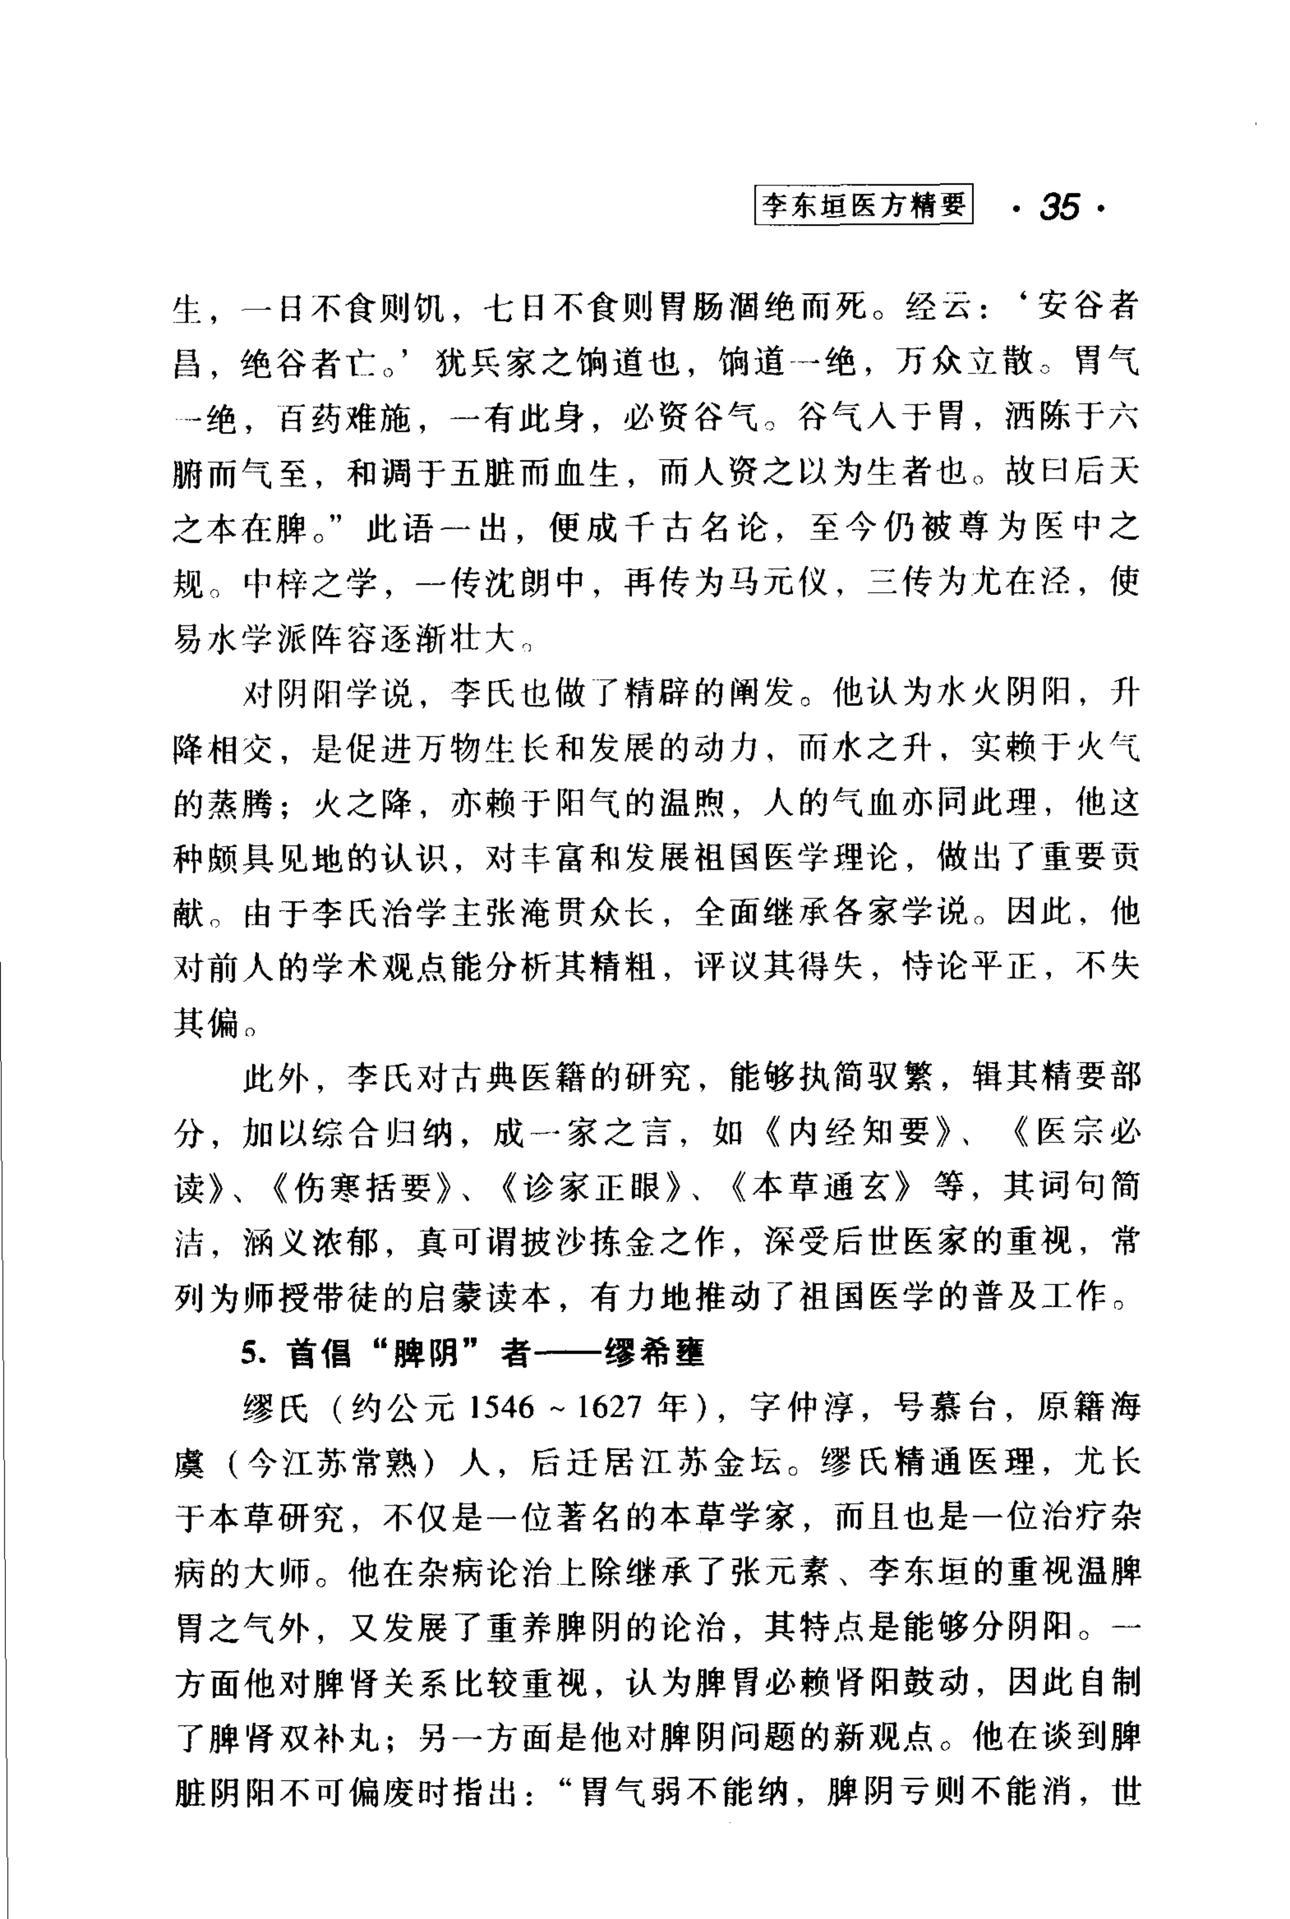 李东垣医方精要 · 35 ·
生，一日不食则饥，七日不食则胃肠涸绝而死。经云：‘安谷者
昌，绝谷者亡。’犹兵家之饷道也，饷道一绝，万众立散。胃气
一绝，百药难施，一有此身，必资谷气。谷气入于胃，洒陈于六
腑而气至，和调于五脏而血生，而人资之以为生者也。故曰后天
之本在脾。”此语一出，便成千古名论，至今仍被尊为医中之
规。中梓之学，一传沈朗中，再传为马元仪，三传为尤在泾，使
易水学派阵容逐渐壮大。
对阴阳学说，李氏也做了精辟的阐发。他认为水火阴阳，升
降相交，是促进万物生长和发展的动力，而水之升，实赖于火气
的蒸腾；火之降，亦赖于阳气的温煦，人的气血亦同此理，他这
种颇具见地的认识，对丰富和发展祖国医学理论，做出了重要贡
献。由于李氏治学主张淹贯众长，全面继承各家学说。因此，他
对前人的学术观点能分析其精粗，评议其得失，恃论平正，不失
其偏。
此外，李氏对古典医籍的研究，能够执简驭繁，辑其精要部
分，加以综合归纳，成一家之言，如《内经知要》、《医宗必
读》、《伤寒括要》、《诊家正眼》、《本草通玄》等，其词句简
洁，涵义浓郁，真可谓披沙拣金之作，深受后世医家的重视，常
列为师授带徒的启蒙读本，有力地推动了祖国医学的普及工作。
5. 首倡“脾阴”者——缪希雍
缪氏（约公元 1546～1627 年），字仲淳，号慕台，原籍海
虞（今江苏常熟）人，后迁居江苏金坛。缪氏精通医理，尤长
于本草研究，不仅是一位著名的本草学家，而且也是一位治疗杂
病的大师。他在杂病论治上除继承了张元素、李东垣的重视温脾
胃之气外，又发展了重养脾阴的论治，其特点是能够分阴阳。一
方面他对脾肾关系比较重视，认为脾胃必赖肾阳鼓动，因此自制
了脾肾双补丸；另一方面是他对脾阴问题的新观点。他在谈到脾
脏阴阳不可偏废时指出：“胃气弱不能纳，脾阴亏则不能消，世